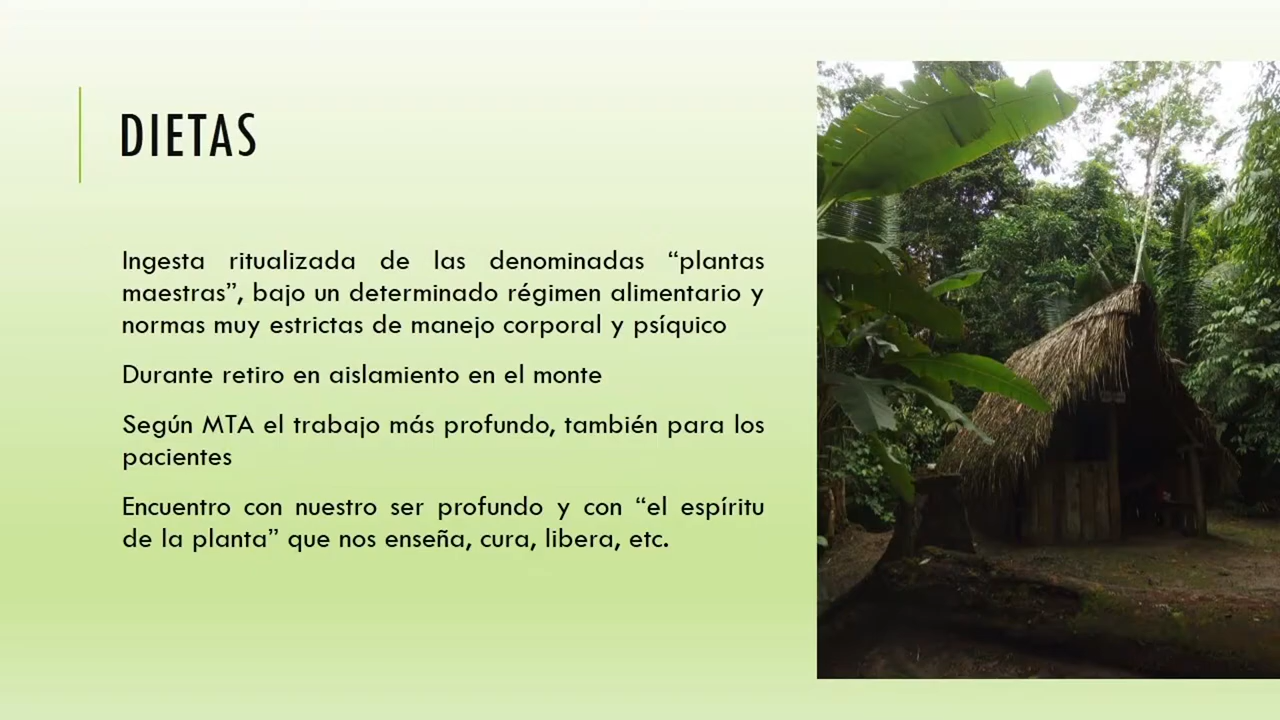 DIETAS
Ingesta ritualizada de las denominadas “plantas
maestras”, bajo un determinado régimen alimentario y
normas muy estrictas de manejo corporal y psíquico
Durante retiro en aislamiento en el monte
Según MTA el trabajo más profundo, también para los
pacientes
Encuentro con nuestro ser profundo y con “el espíritu
de la planta” que nos enseña, cura, libera, etc.